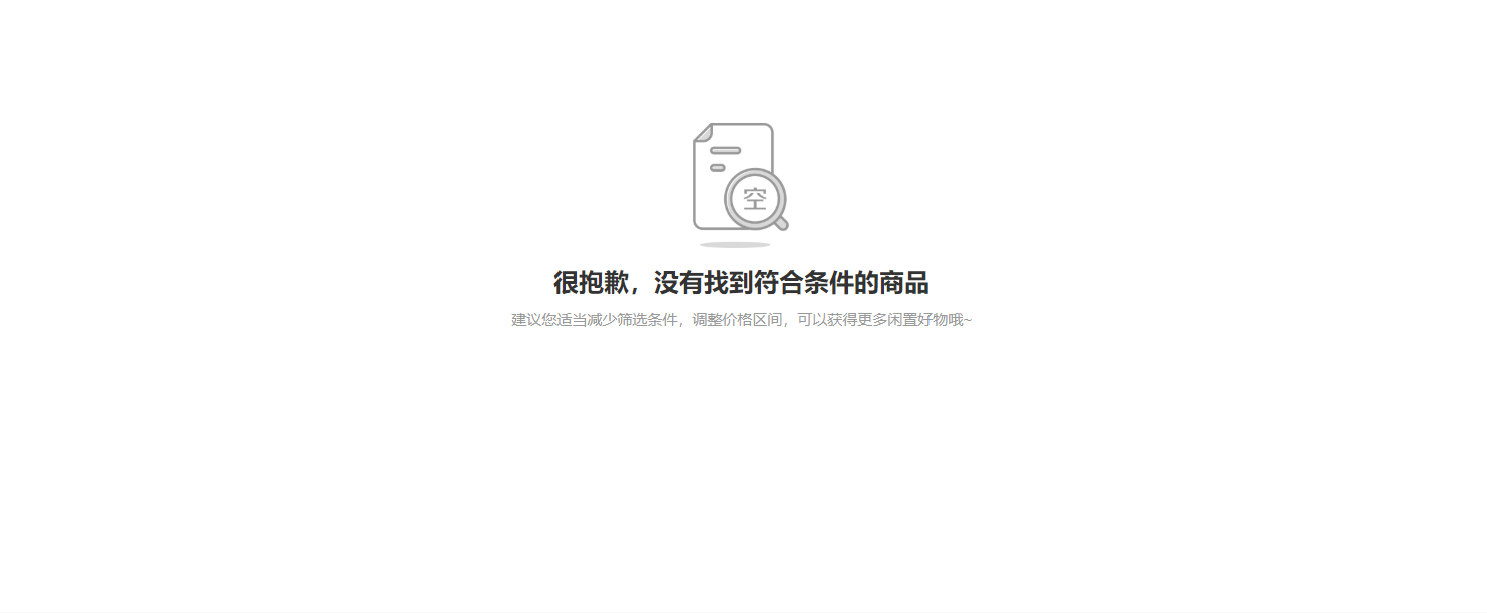 空
很抱歉，没有找到符合条件的商品
建议您适当减少筛选条件，调整价格区间，可以获得更多闲置好物哦~